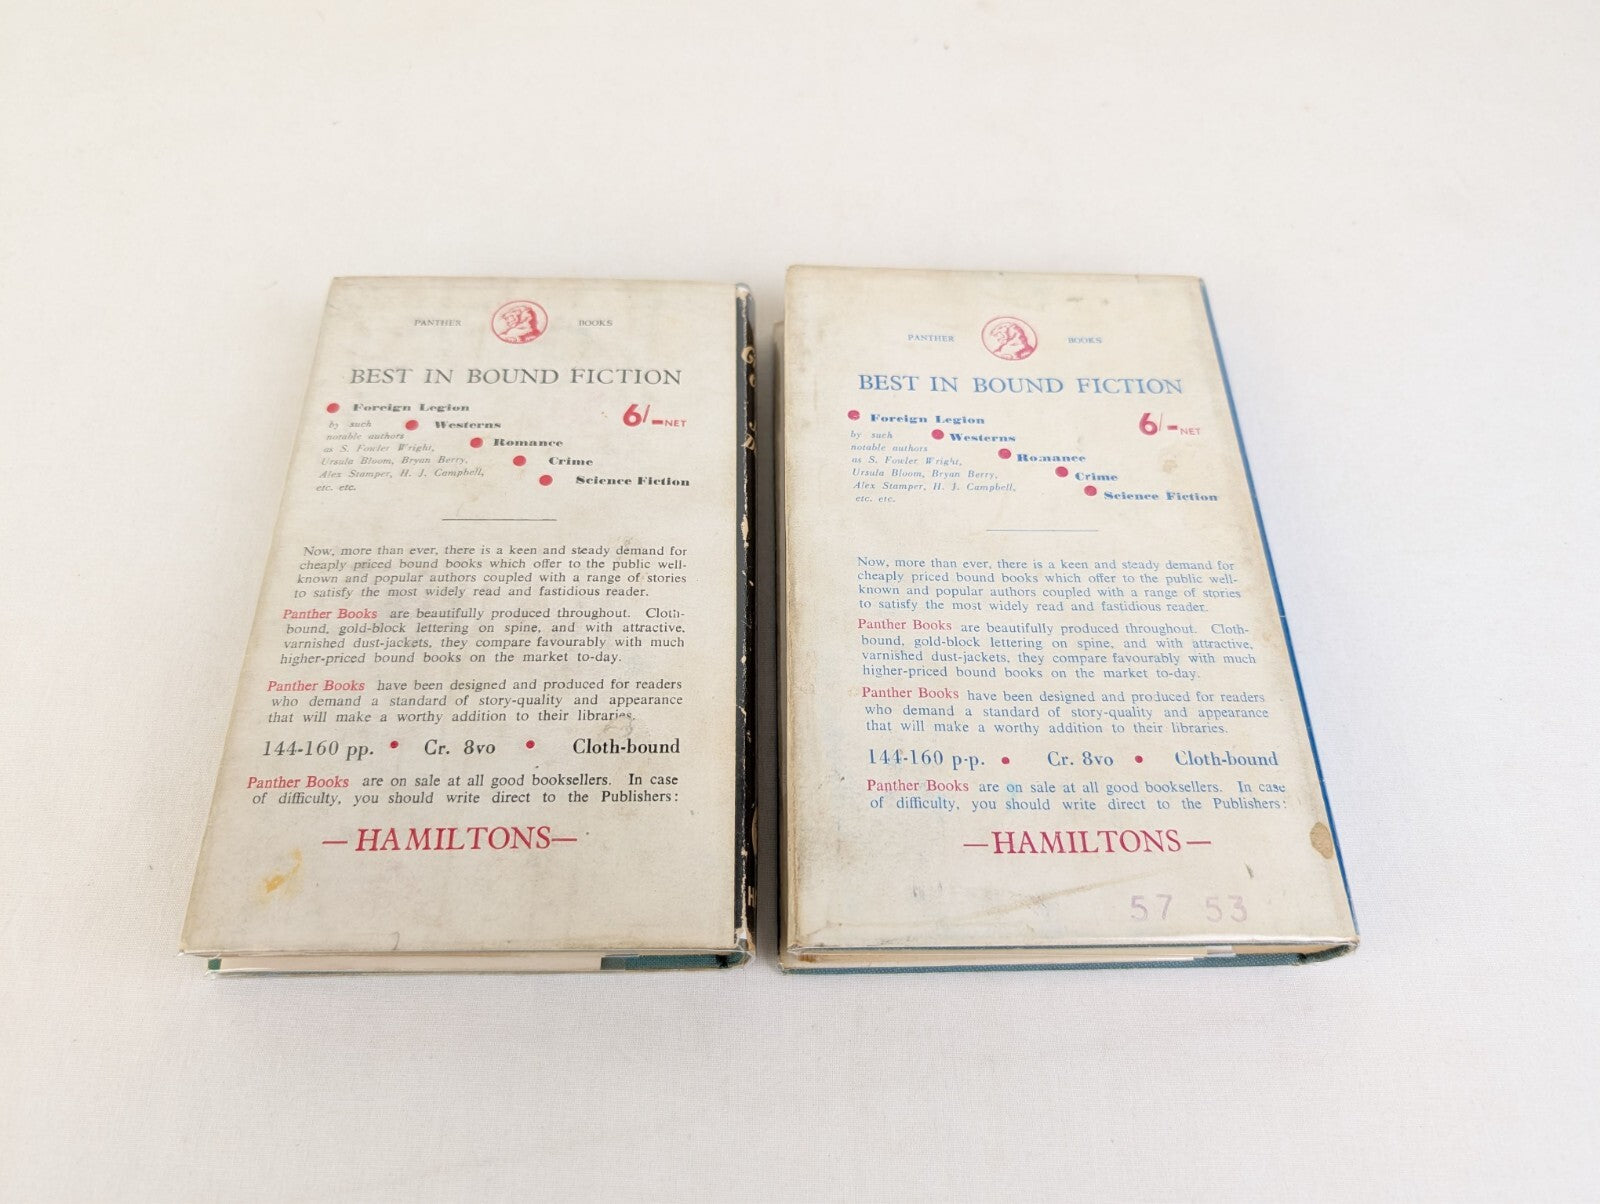 PANTHER BOOKS
BEST IN BOUND FICTION
Foreign Legion
6/- NET
by such
Westerns
notable authors
Romance
as S. Fowler Wright,
Ursula Bloom, Bryan Berry,
Crime
Alex Stamper, H. J. Campbell,
Science Fiction
etc. etc.
Now, more than ever, there is a keen and steady demand for
cheaply priced bound books which offer to the public well-
known and popular authors coupled with a range of stories
to satisfy the most widely read and fastidious reader.
Panther Books are beautifully produced throughout. Cloth-
bound, gold-block lettering on spine, and with attractive,
varnished dust-jackets, they compare favourably with much
higher-priced bound books on the market to-day.
Panther Books have been designed and produced for readers
who demand a standard of story-quality and appearance
that will make a worthy addition to their libraries.
144-160 pp. • Cr. 8vo • Cloth-bound
Panther Books are on sale at all good booksellers. In case
of difficulty, you should write direct to the Publishers:
—HAMILTONS—
PANTHER BOOKS
BEST IN BOUND FICTION
Foreign Legion
6/- NET
by such
Westerns
notable authors
Romance
as S. Fowler Wright,
Ursula Bloom, Bryan Berry,
Crime
Alex Stamper, H. J. Campbell,
Science Fiction
etc. etc.
Now, more than ever, there is a keen and steady demand for
cheaply priced bound books which offer to the public well-
known and popular authors coupled with a range of stories
to satisfy the most widely read and fastidious reader.
Panther Books are beautifully produced throughout. Cloth-
bound, gold-block lettering on spine, and with attractive,
varnished dust-jackets, they compare favourably with much
higher-priced bound books on the market to-day.
Panther Books have been designed and produced for readers
who demand a standard of story-quality and appearance
that will make a worthy addition to their libraries.
144-160 p.p. • Cr. 8vo • Cloth-bound
Panther Books are on sale at all good booksellers. In case
of difficulty, you should write direct to the Publishers:
—HAMILTONS—
57 53